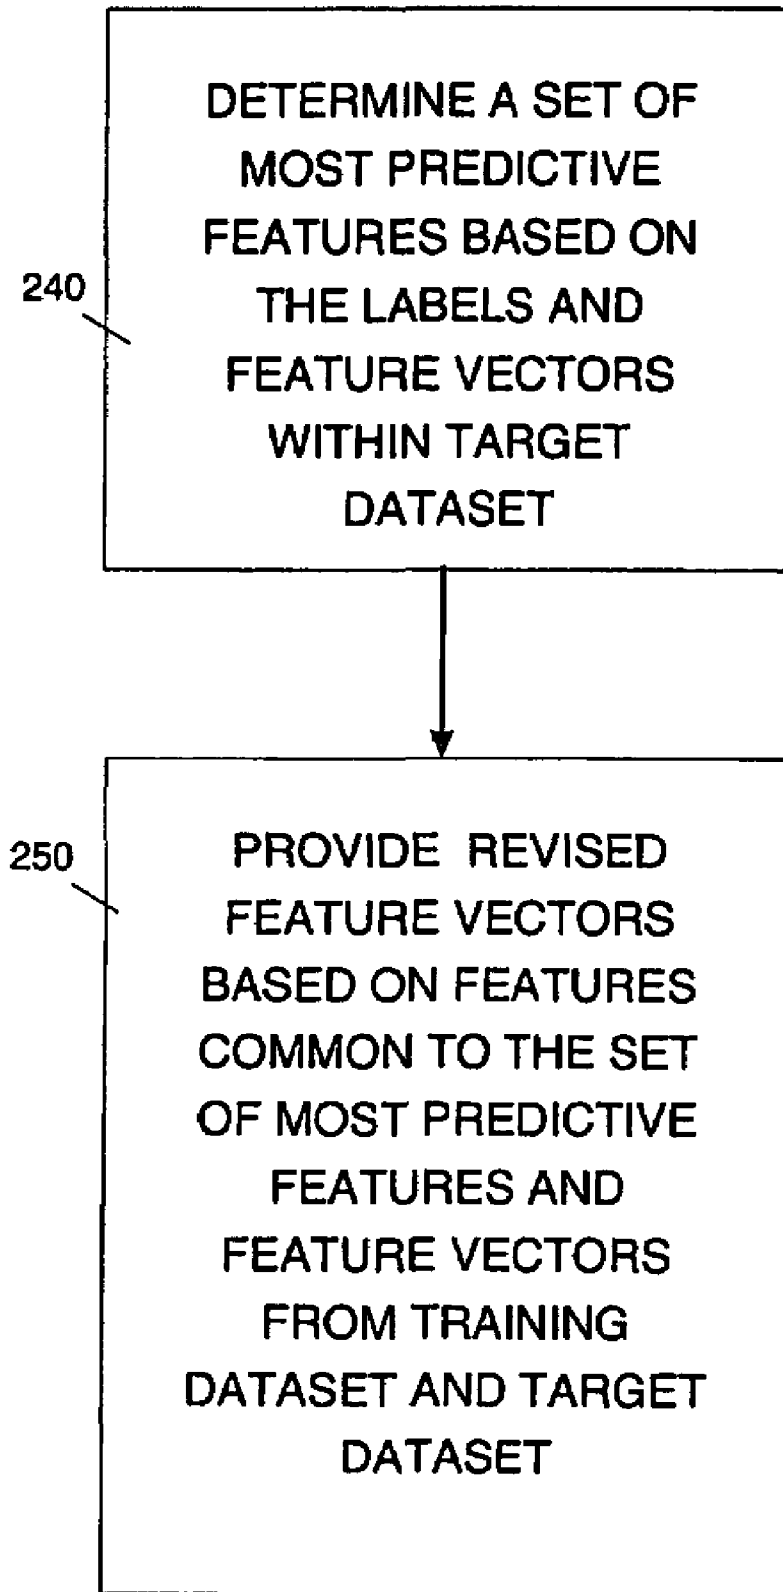 DETERMINE A SET OF
MOST PREDICTIVE
FEATURES BASED ON
240
THE LABELS AND
FEATURE VECTORS
WITHIN TARGET
DATASET
250
PROVIDE REVISED
FEATURE VECTORS
BASED ON FEATURES
COMMON TO THE SET
OF MOST PREDICTIVE
FEATURES AND
FEATURE VECTORS
FROM TRAINING
DATASET AND TARGET
DATASET